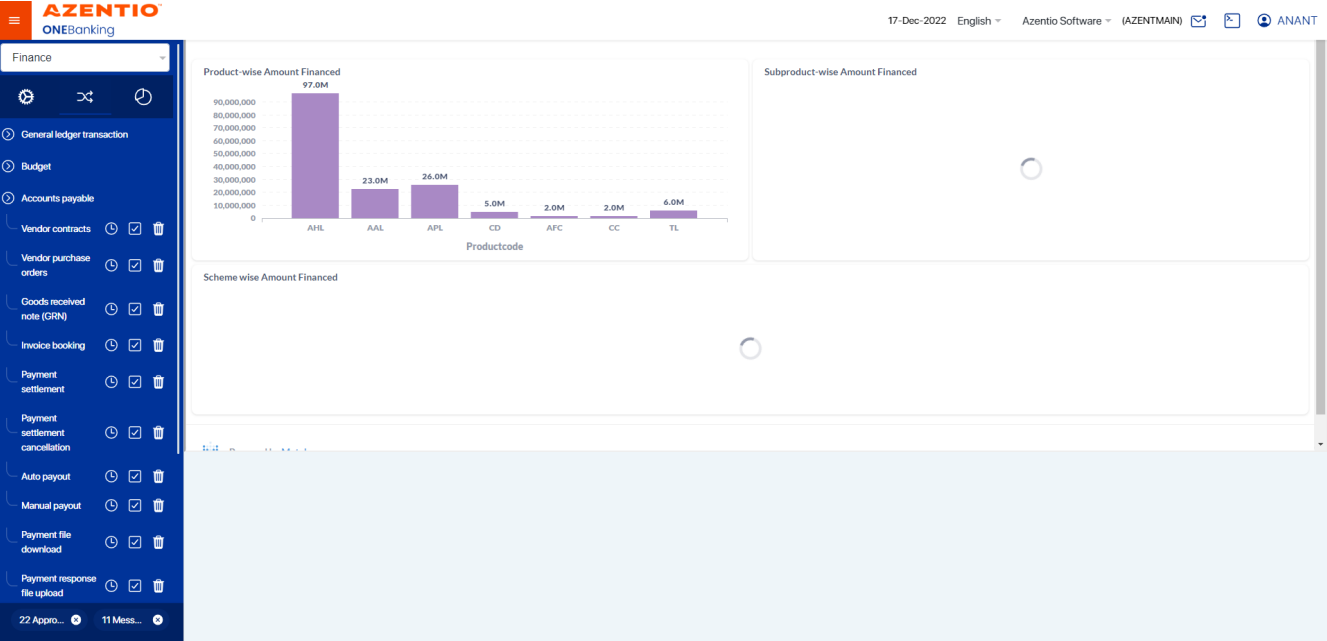 AZENTIO
ONEBanking
17-Dec-2022 English Azentio Software (AZENTMAIN) ANANT
Finance
General ledger transaction
Budget
Accounts payable
Vendor contracts
Vendor purchase
orders
Goods received
note (GRN)
Invoice booking
Payment
settlement
Payment
settlement
cancellation
Auto payout
Manual payout
Payment file
download
Payment response
file upload
22 Appro...
11 Mess...
Product-wise Amount Financed
97.0M
90,000,000
80,000,000
70,000,000
60,000,000
50,000,000
40,000,000
30,000,000
20,000,000
10,000,000
0
23.0M
26.0M
5.0M
2.0M
2.0M
6.0M
AHL AAL APL CD AFC CC TL
Productcode
Subproduct-wise Amount Financed
Scheme wise Amount Financed